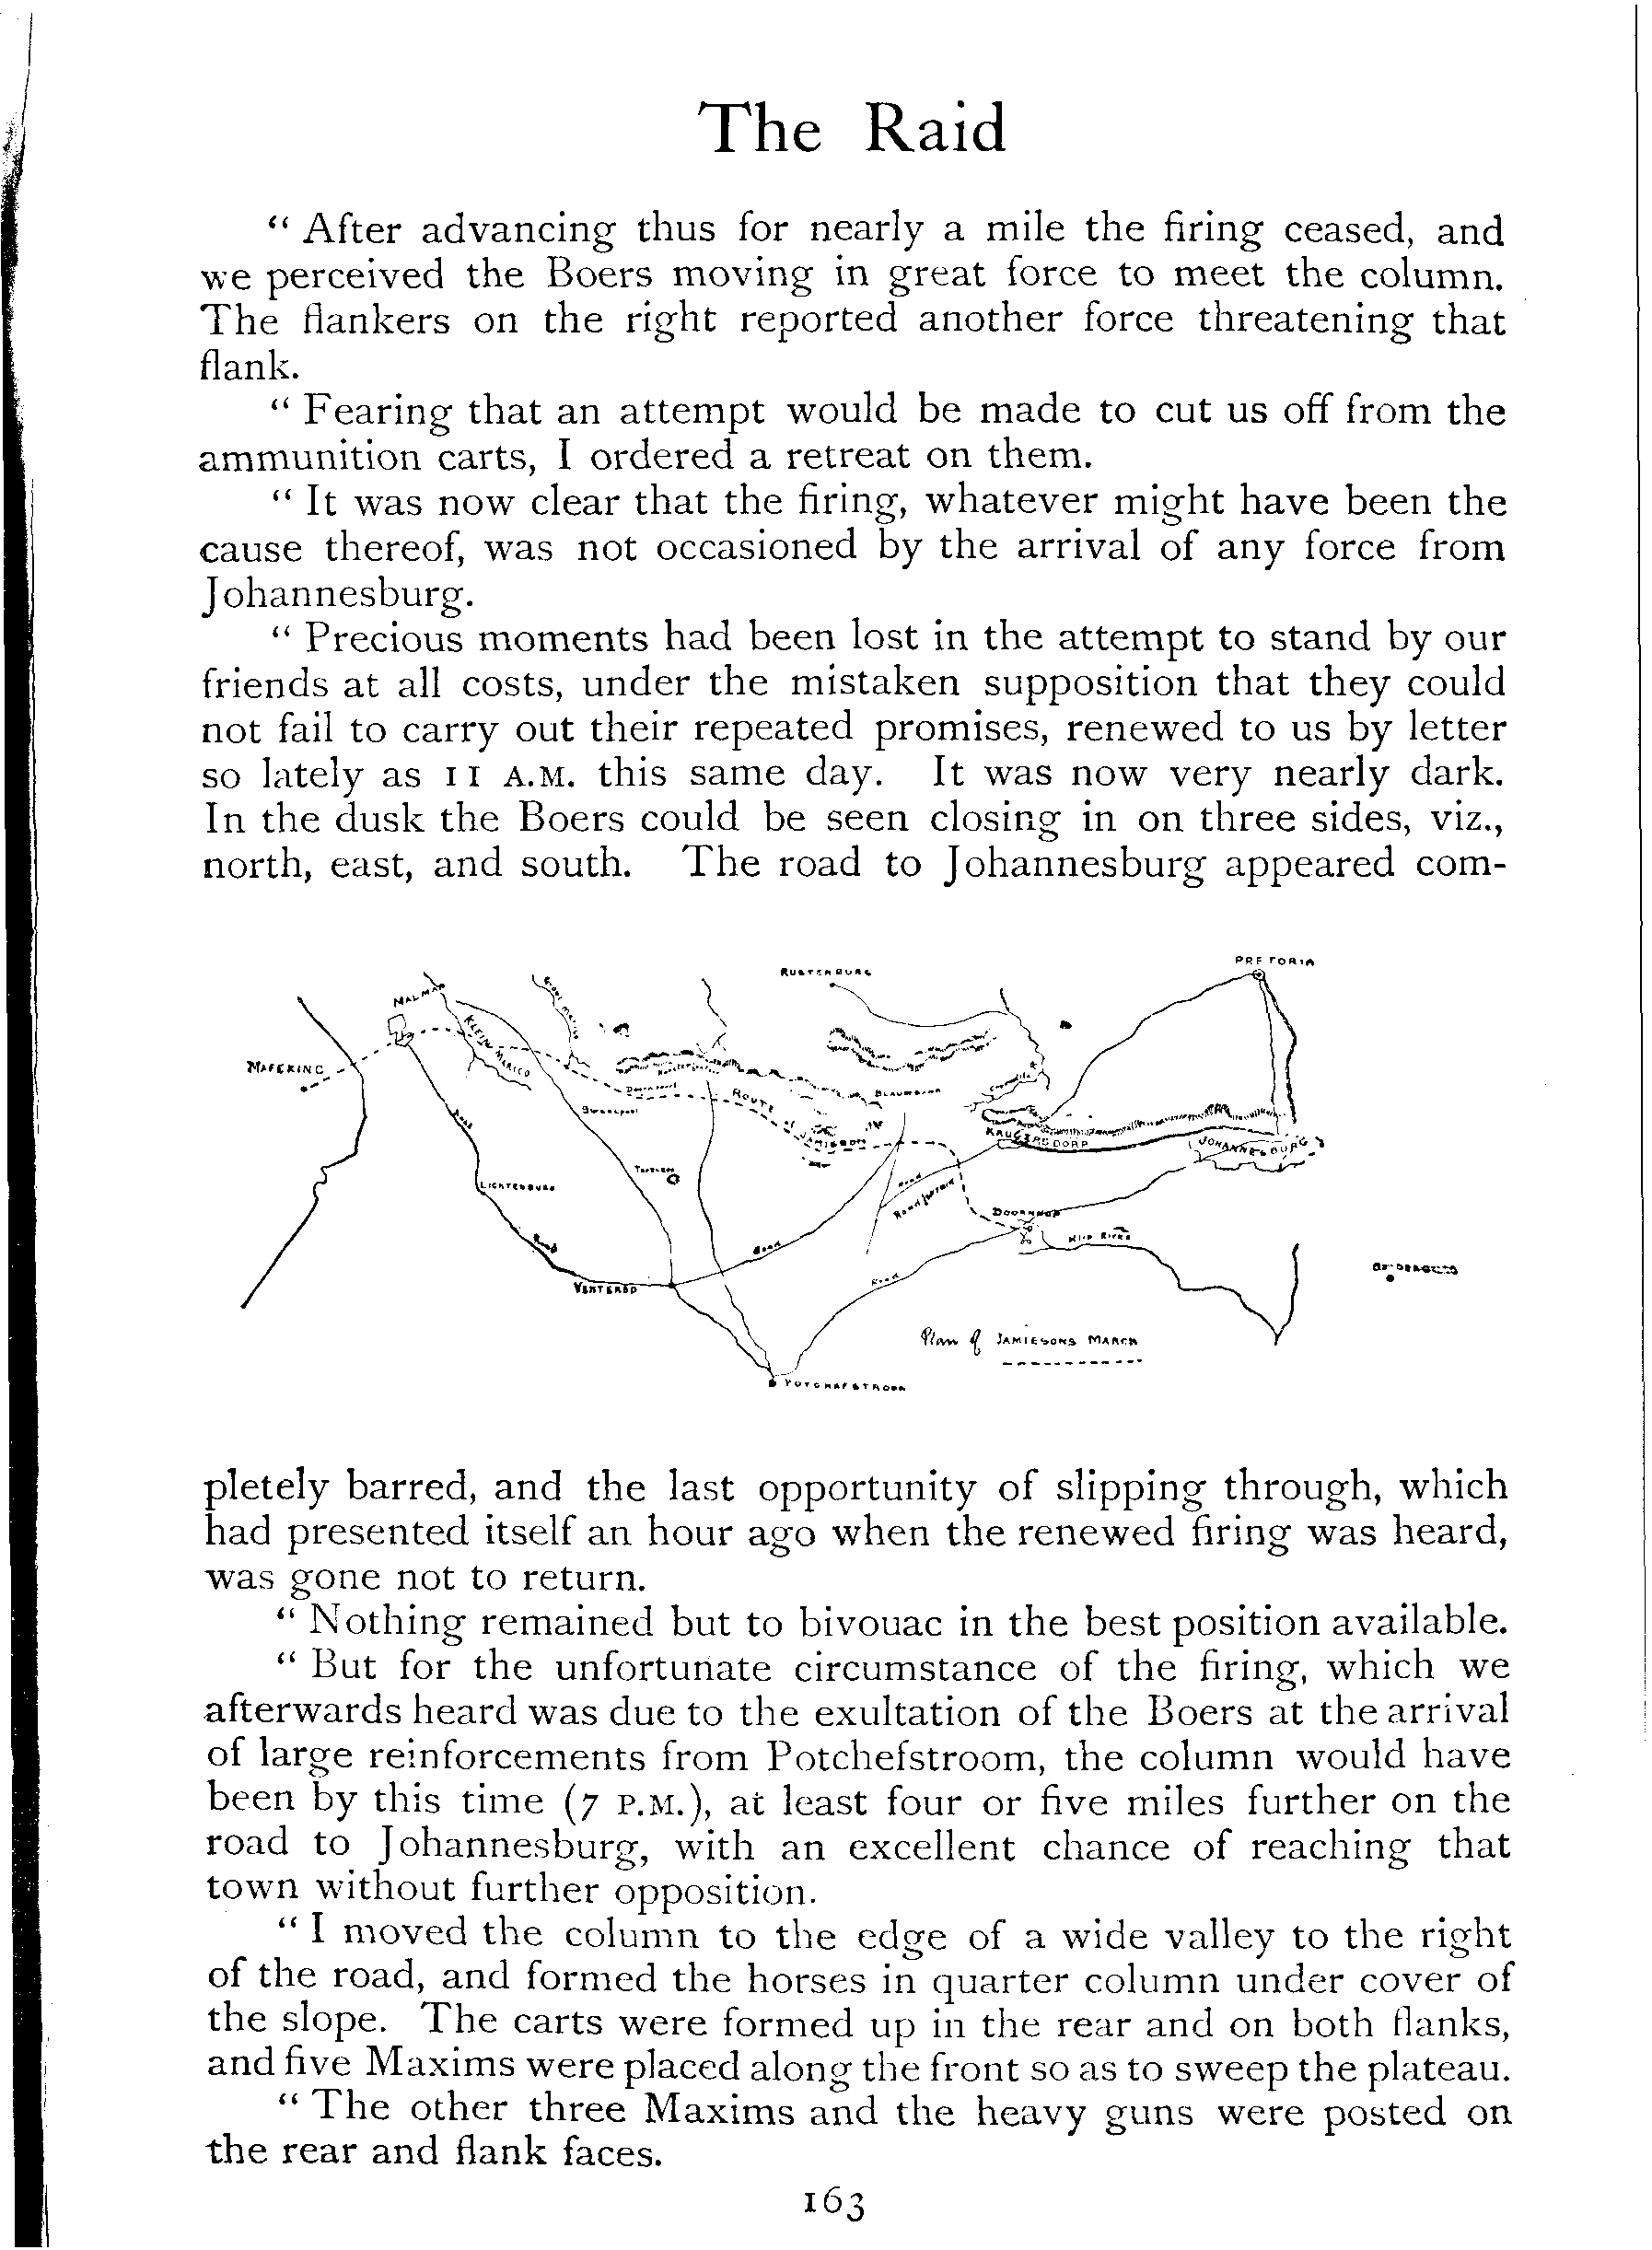 The Raid
“ After advancing thus for nearly a mile the firing ceased, and
we perceived the Boers moving in great force to meet the column.
The flankers on the right reported another force threatening that
flank.
“ Fearing that an attempt would be made to cut us off from the
ammunition carts, I ordered a retreat on them.
“ It was now clear that the firing, whatever might have been the
cause thereof, was not occasioned by the arrival of any force from
Johannesburg.
“ Precious moments had been lost in the attempt to stand by our
friends at all costs, under the mistaken supposition that they could
not fail to carry out their repeated promises, renewed to us by letter
so lately as 11 A.M. this same day. It was now very nearly dark.
In the dusk the Boers could be seen closing in on three sides, viz.,
north, east, and south. The road to Johannesburg appeared com-
PRETORIA
RUSTENBURG
MALMANI
KLEIN MARICO
MAFEKING
ROUTE
JAMIESON
KRUGERSDORP
JOHANNESBURG
LICHTENBURG
Road
Road
Road
Road
DOORNKOP
KLIP RIVER
VENTERSD
Road
Plan of JAMIESONS MARCH
POTCHAFSTROOM
pletely barred, and the last opportunity of slipping through, which
had presented itself an hour ago when the renewed firing was heard,
was gone not to return.
“ Nothing remained but to bivouac in the best position available.
“ But for the unfortunate circumstance of the firing, which we
afterwards heard was due to the exultation of the Boers at the arrival
of large reinforcements from Potchefstroom, the column would have
been by this time (7 P.M.), at least four or five miles further on the
road to Johannesburg, with an excellent chance of reaching that
town without further opposition.
“ I moved the column to the edge of a wide valley to the right
of the road, and formed the horses in quarter column under cover of
the slope. The carts were formed up in the rear and on both flanks,
and five Maxims were placed along the front so as to sweep the plateau.
“ The other three Maxims and the heavy guns were posted on
the rear and flank faces.
163